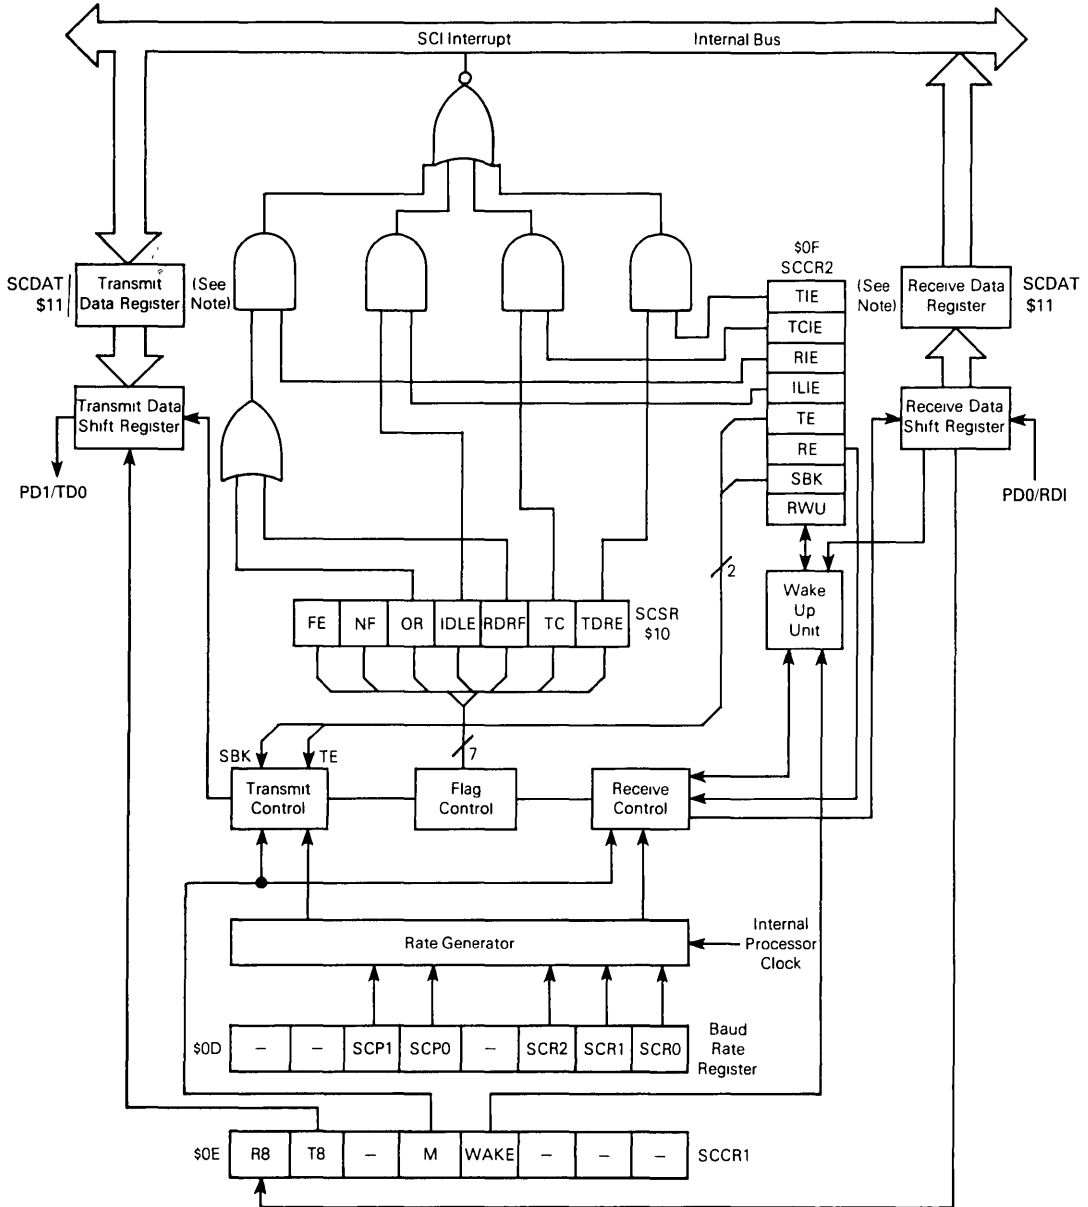 SCI Interrupt
Internal Bus
SCDAT
$11
Transmit
Data Register
(See
Note)
$0F
SCCR2
TIE
TCIE
RIE
ILIE
TE
RE
SBK
RWU
(See
Note)
Receive Data
Register
SCDAT
$11
Transmit Data
Shift Register
Receive Data
Shift Register
PD1/TD0
PD0/RDI
2
Wake
Up
Unit
FE
NF
OR
IDLE
RDRF
TC
TDRE
SCSR
$10
7
SBK
TE
Transmit
Control
Flag
Control
Receive
Control
Rate Generator
Internal
Processor
Clock
$0D
–
–
SCP1
SCP0
–
SCR2
SCR1
SCR0
Baud
Rate
Register
$0E
R8
T8
–
M
WAKE
–
–
–
SCCR1